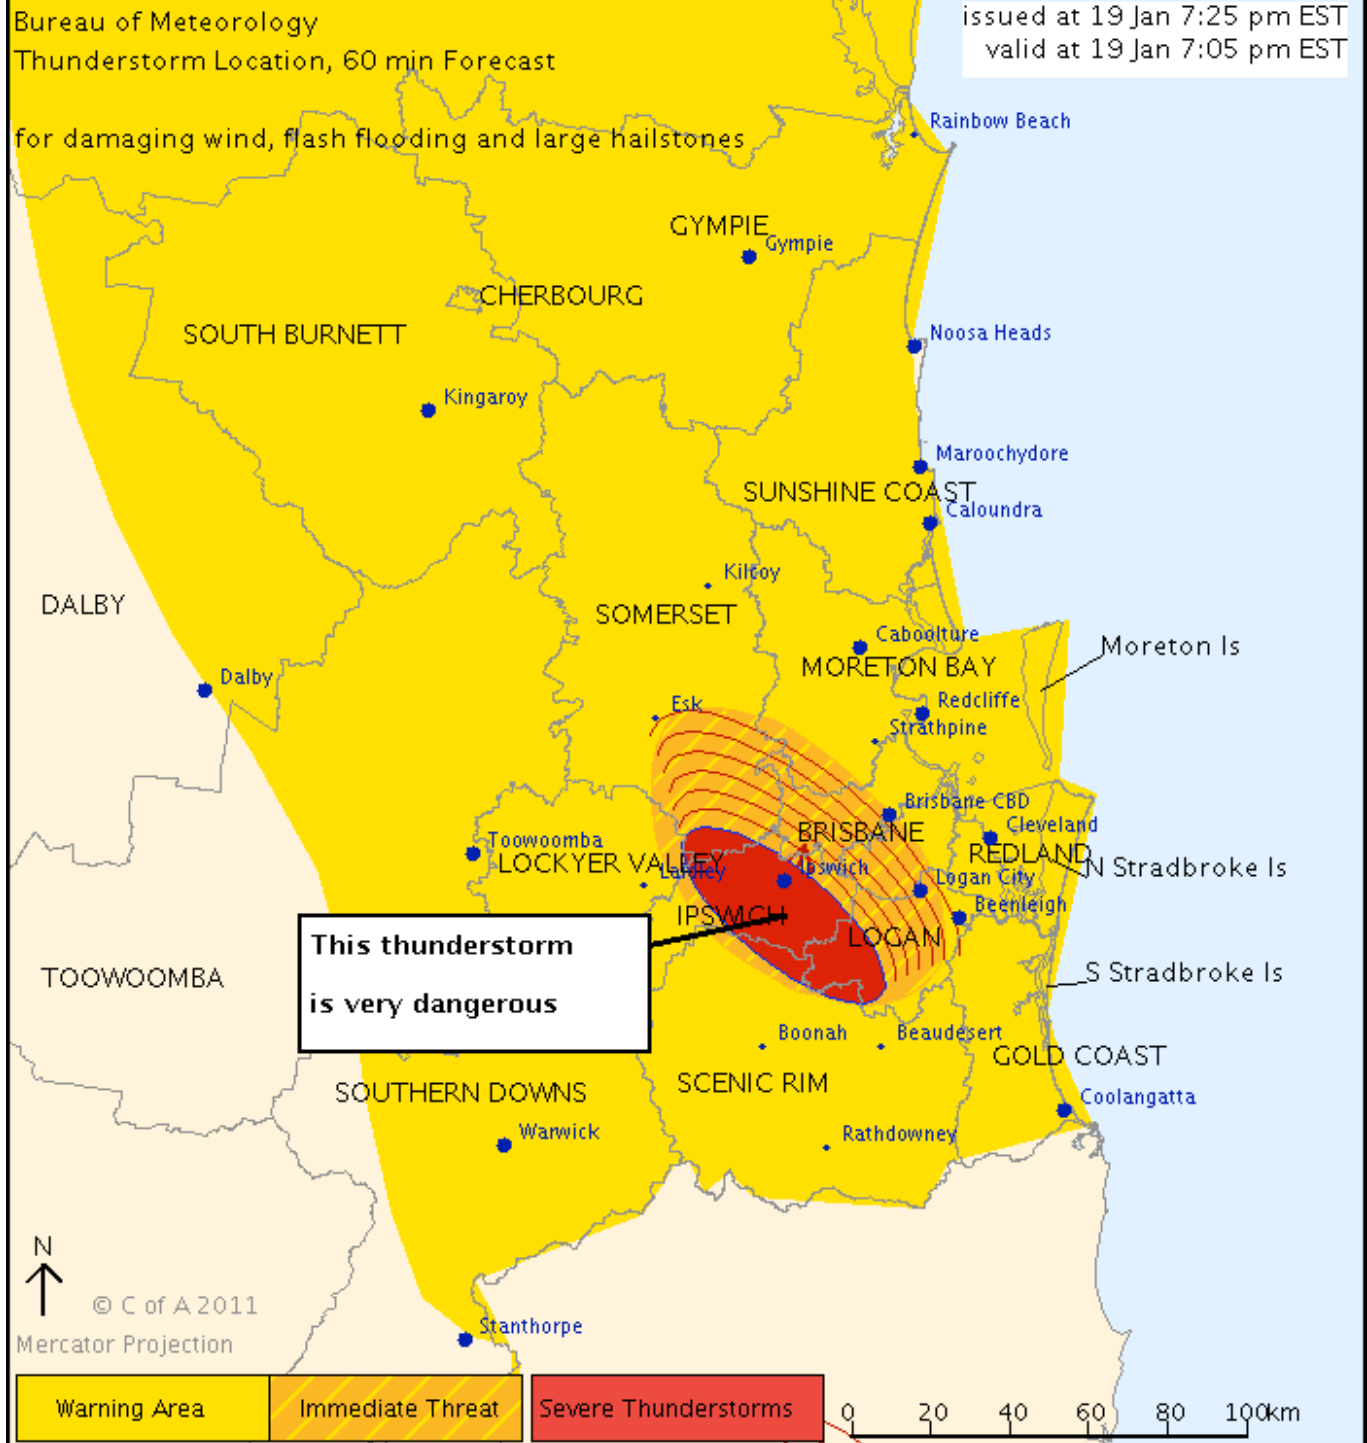 Bureau of Meteorology
Thunderstorm Location, 60 min Forecast
for damaging wind, flash flooding and large hailstones
issued at 19 Jan 7:25 pm EST
valid at 19 Jan 7:05 pm EST
Rainbow Beach
GYMPIE
Gympie
CHERBOURG
SOUTH BURNETT
Noosa Heads
Kingaroy
Maroochydore
SUNSHINE COAST
Caloundra
Kilcoy
DALBY
SOMERSET
Caboolture
Moreton Is
MORETON BAY
Dalby
Esk
Redcliffe
Strathpine
Brisbane CBD
Cleveland
BRISBANE
Toowoomba
REDLAND
LOCKYER VALLEY
N Stradbroke Is
Laidley
Ipswich
Logan City
Beenleigh
IPSWICH
LOGAN
This thunderstorm
is very dangerous
TOOWOOMBA
S Stradbroke Is
Boonah
Beaudesert
GOLD COAST
SCENIC RIM
SOUTHERN DOWNS
Coolangatta
Warwick
Rathdowney
N
© C of A 2011
Stanthorpe
Mercator Projection
Warning Area
Immediate Threat
Severe Thunderstorms
0 20 40 60 80 100km